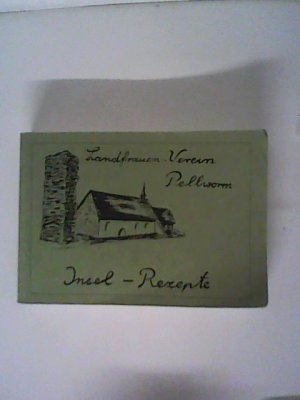 Landfrauen-Verein
Pellworm
Insel - Rezepte